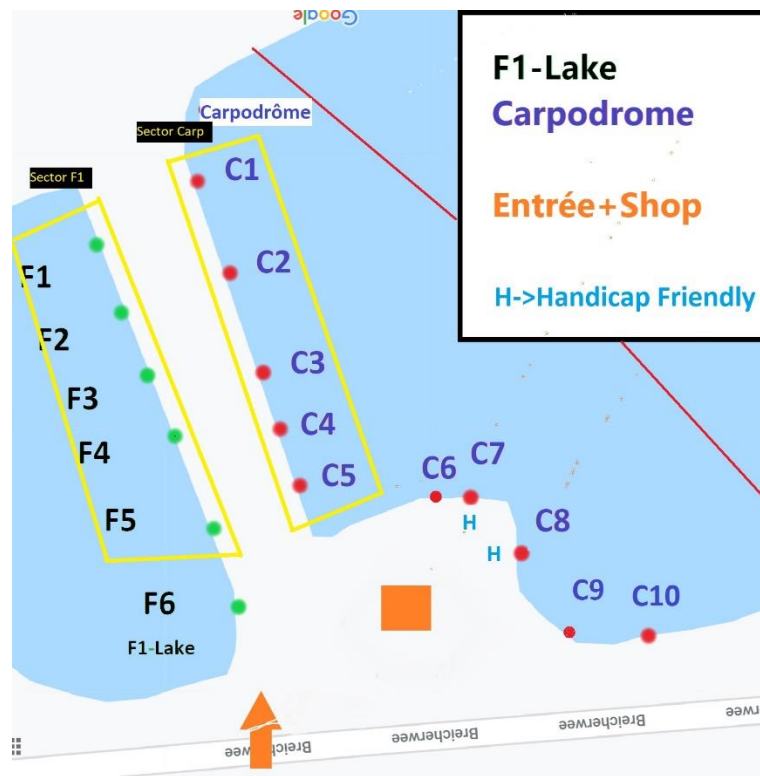 Google
F1-Lake
Carpodrome
Entrée+Shop
H->Handicap Friendly
Carpodrôme
Sector Carp
Sector F1
C1
C2
C3
C4
C5
C6
C7
H
H
C8
C9
C10
F1
F2
F3
F4
F5
F6
F1-Lake
Breicherwee
Breicherwee
Breicherwee
Breicherwee
rwee